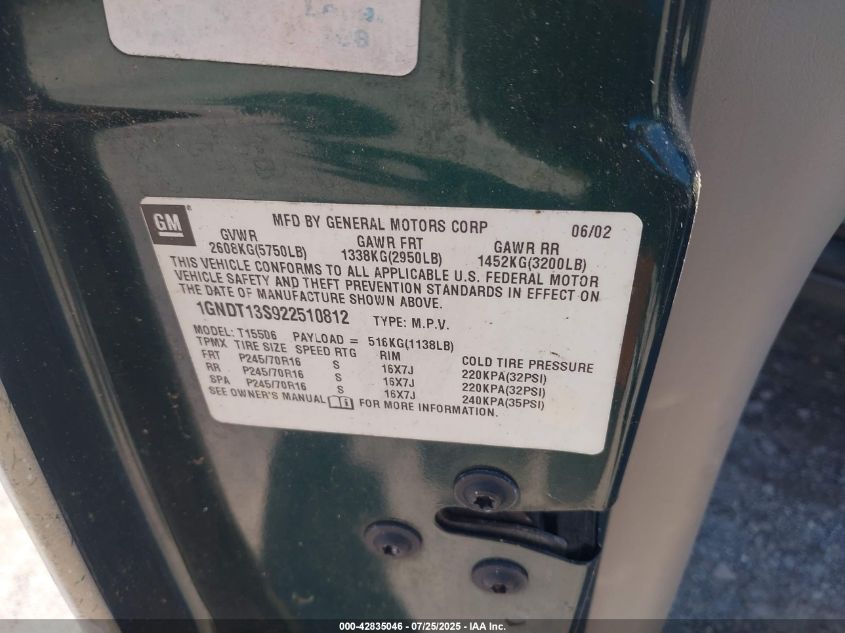 GM
MFD BY GENERAL MOTORS CORP 06/02
GVWR GAWR FRT GAWR RR
2608KG(5750LB) 1338KG(2950LB) 1452KG(3200LB)
THIS VEHICLE CONFORMS TO ALL APPLICABLE U.S. FEDERAL MOTOR
VEHICLE SAFETY AND THEFT PREVENTION STANDARDS IN EFFECT ON
THE DATE OF MANUFACTURE SHOWN ABOVE.
1GNDT13S922510812 TYPE: M.P.V.
MODEL: T15506 PAYLOAD = 516KG(1138LB)
TPMX TIRE SIZE SPEED RTG RIM COLD TIRE PRESSURE
FRT P245/70R16 S 16X7J 220KPA(32PSI)
RR P245/70R16 S 16X7J 220KPA(32PSI)
SPA P245/70R16 S 16X7J 240KPA(35PSI)
SEE OWNER'S MANUAL FOR MORE INFORMATION.
000-42835046 - 07/25/2025 - IAA Inc.